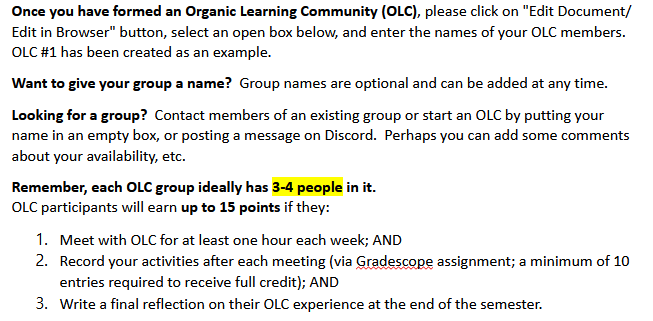 Once you have formed an Organic Learning Community (OLC), please click on "Edit Document/
Edit in Browser" button, select an open box below, and enter the names of your OLC members.
OLC #1 has been created as an example.
Want to give your group a name?  Group names are optional and can be added at any time.
Looking for a group?  Contact members of an existing group or start an OLC by putting your
name in an empty box, or posting a message on Discord.  Perhaps you can add some comments
about your availability, etc.
Remember, each OLC group ideally has 3-4 people in it.
OLC participants will earn up to 15 points if they:
1. Meet with OLC for at least one hour each week; AND
2. Record your activities after each meeting (via Gradescope assignment; a minimum of 10
entries required to receive full credit); AND
3. Write a final reflection on their OLC experience at the end of the semester.